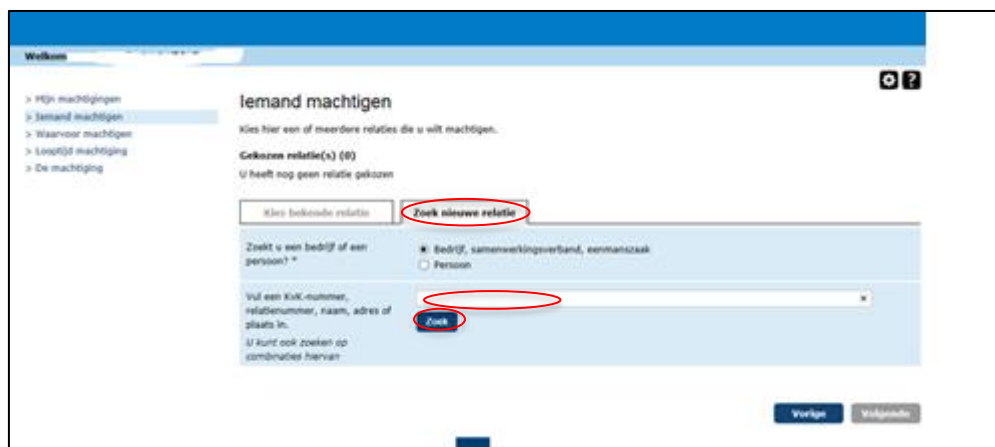 Welkom
> Mijn machtigingen
> Iemand machtigen
> Waarvoor machtigen
> Looptijd machtiging
> De machtiging
Iemand machtigen
Kies hier een of meerdere relaties die u wilt machtigen.
Gekozen relatie(s) (0)
U heeft nog geen relatie gekozen
Kies bekende relatie
Zoek nieuwe relatie
Zoekt u een bedrijf of een
persoon? *
Bedrijf, samenwerkingsverband, eenmanszaak
Persoon
Vul een KvK-nummer,
relatienummer, naam, adres of
plaats in.
U kunt ook zoeken op
combinaties hiervan
Zoek
Vorige
Volgende